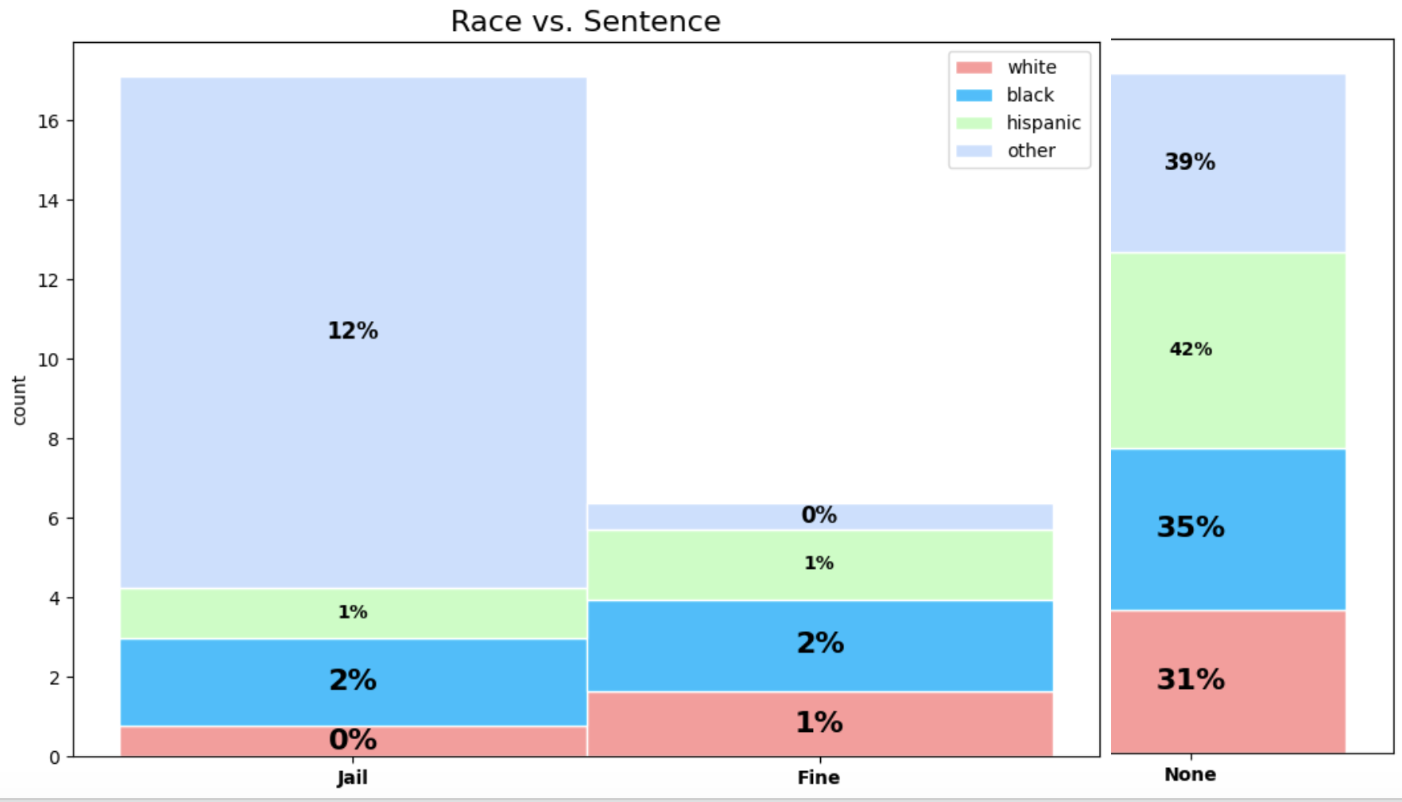 Race vs. Sentence
white
black
hispanic
other
count
16
14
12
10
8
6
4
2
0
12%
1%
2%
0%
0%
1%
2%
1%
39%
42%
35%
31%
Jail
Fine
None